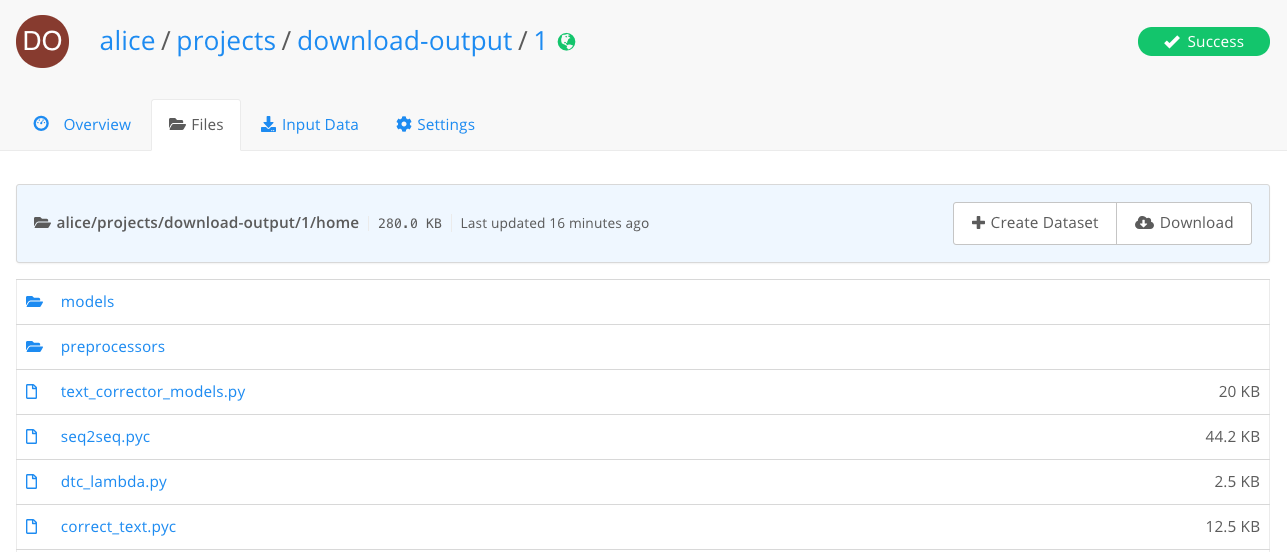 DO alice / projects / download-output / 1 Success
Overview Files Input Data Settings
alice/projects/download-output/1/home 280.0 KB Last updated 16 minutes ago Create Dataset Download
models
preprocessors
text_corrector_models.py 20 KB
seq2seq.pyc 44.2 KB
dtc_lambda.py 2.5 KB
correct_text.pyc 12.5 KB